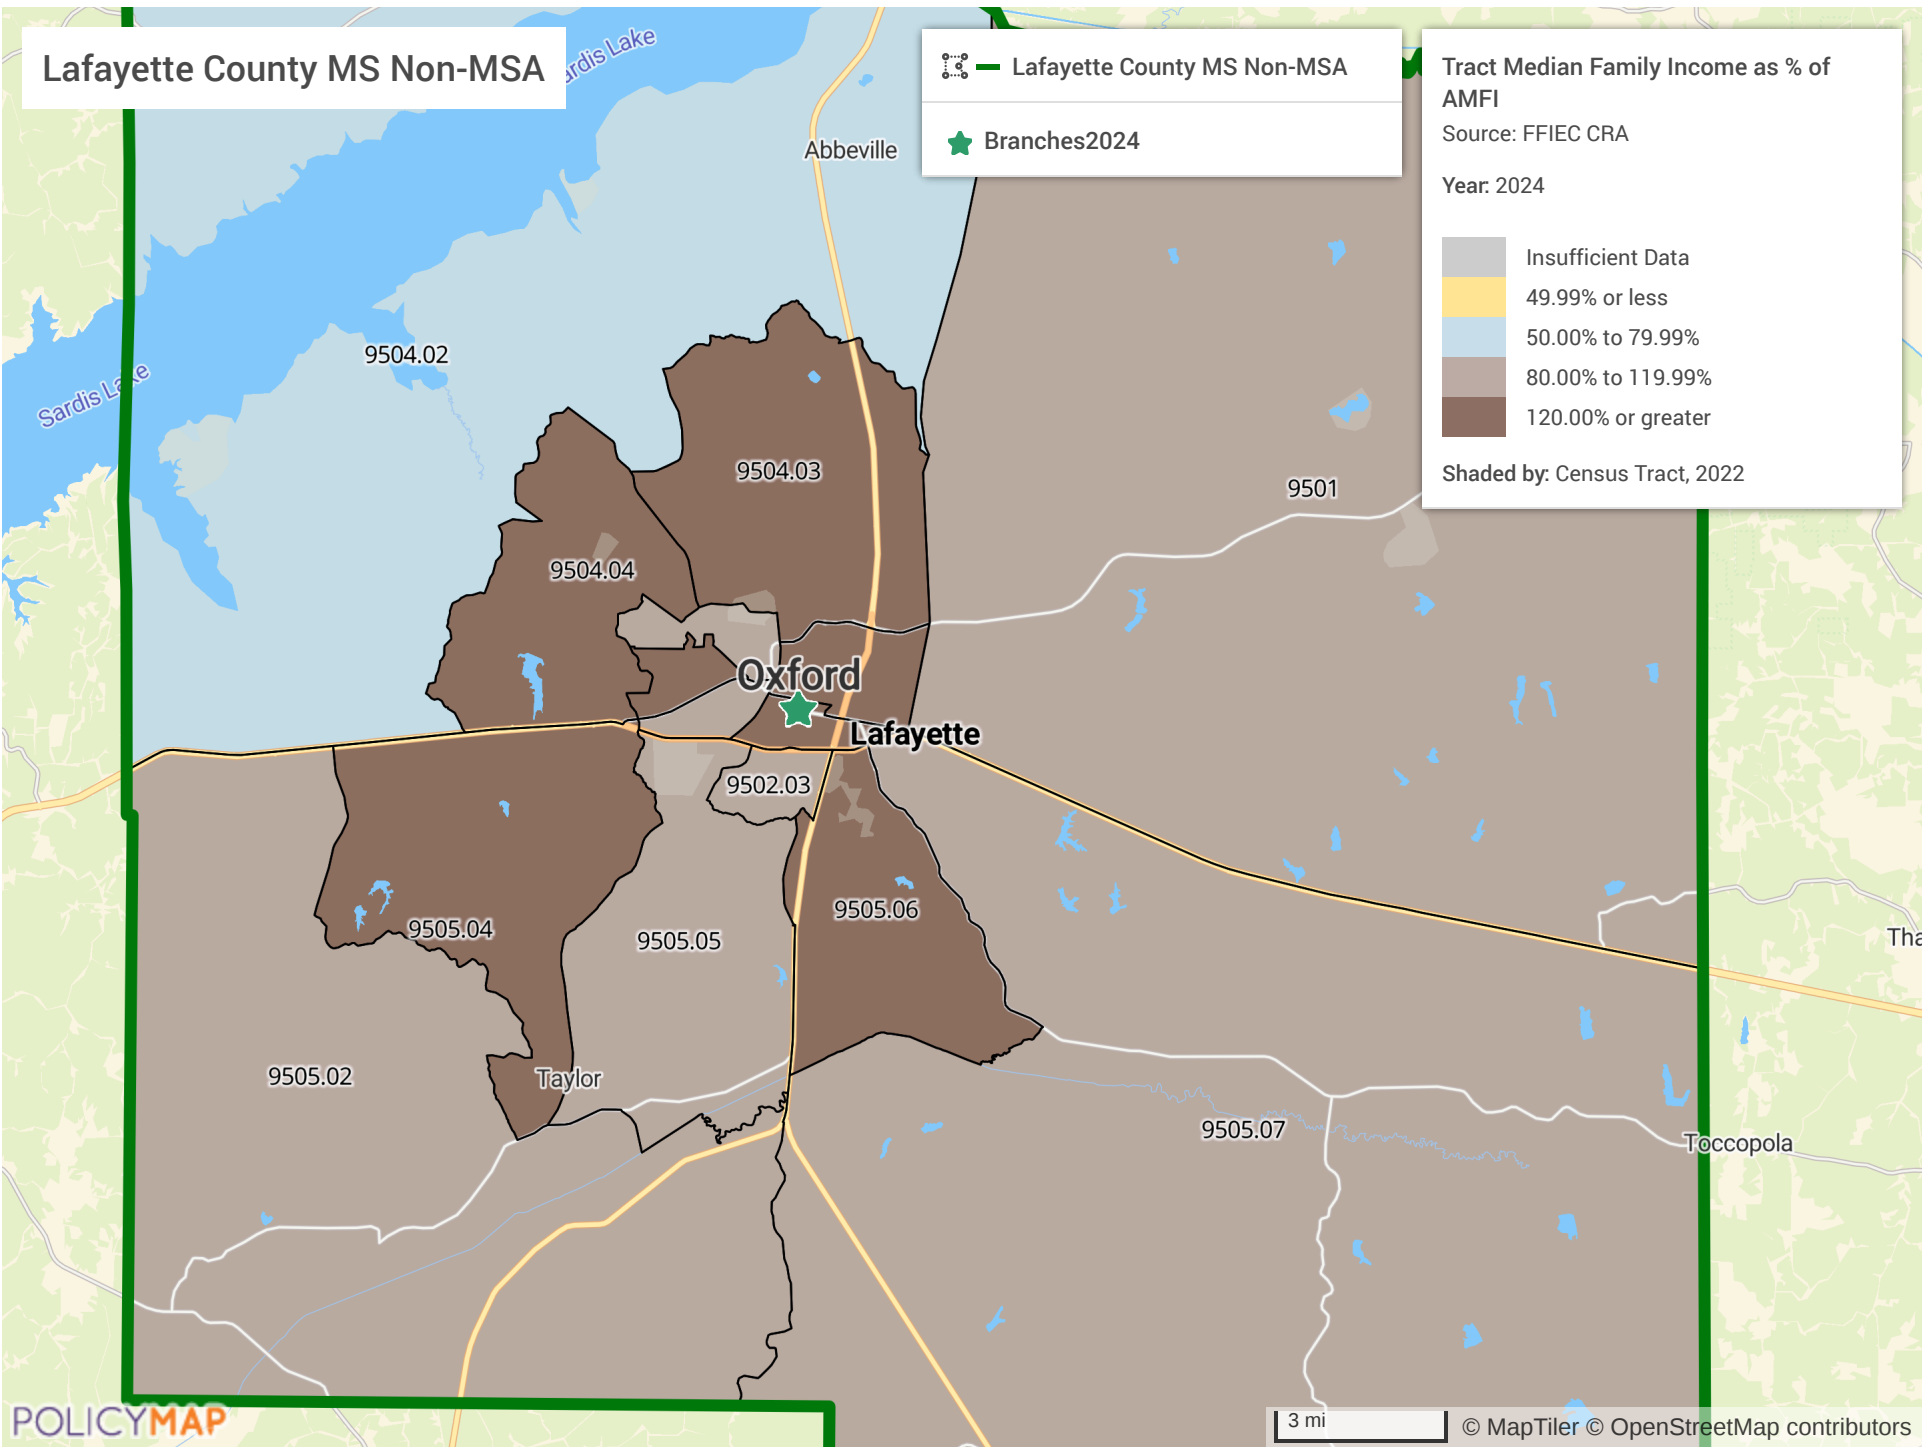 Lafayette County MS Non-MSA
Lafayette County MS Non-MSA
Branches2024
Tract Median Family Income as % of
AMFI
Source: FFIEC CRA
Year: 2024
Insufficient Data
49.99% or less
50.00% to 79.99%
80.00% to 119.99%
120.00% or greater
Shaded by: Census Tract, 2022
ardis Lake
Abbeville
9504.02
Sardis Lake
9504.03
9501
9504.04
Oxford
Lafayette
9502.03
9505.06
9505.04
9505.05
Tha
9505.02
Taylor
9505.07
Toccopola
POLICYMAP
3 mi
© MapTiler © OpenStreetMap contributors